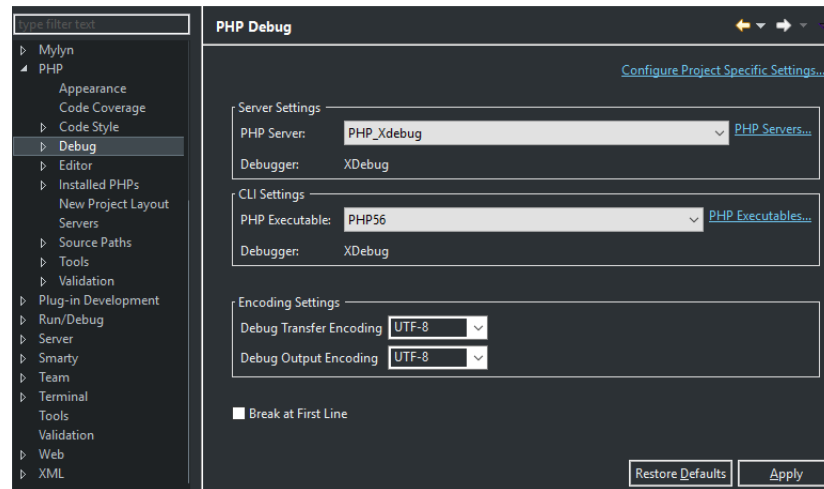 type filter text
Mylyn
PHP
Appearance
Code Coverage
Code Style
Debug
Editor
Installed PHPs
New Project Layout
Servers
Source Paths
Tools
Validation
Plug-in Development
Run/Debug
Server
Smarty
Team
Terminal
Tools
Validation
Web
XML
PHP Debug
Configure Project Specific Settings...
Server Settings
PHP Server: PHP_Xdebug PHP Servers...
Debugger: XDebug
CLI Settings
PHP Executable: PHP56 PHP Executables...
Debugger: XDebug
Encoding Settings
Debug Transfer Encoding UTF-8
Debug Output Encoding UTF-8
Break at First Line
Restore Defaults Apply